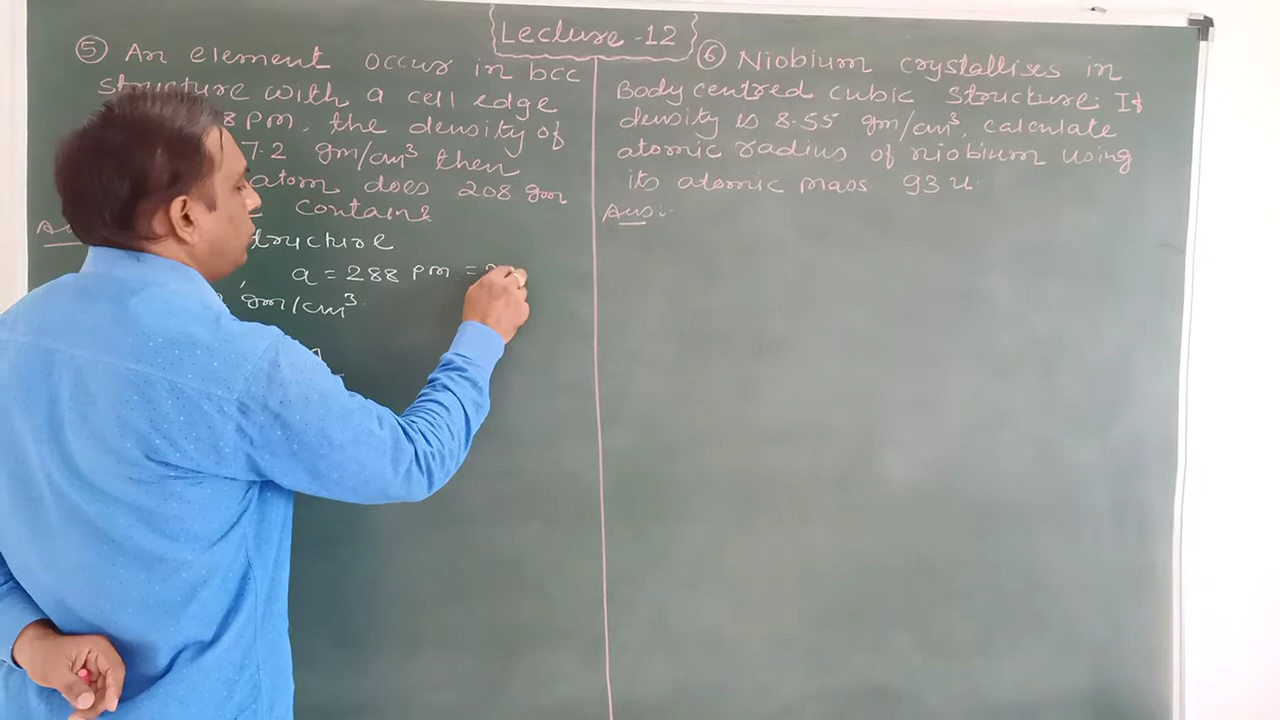 Lecture - 12
⑤ An element occur in bcc
structure with a cell edge
8 pm, the density of
7.2 gm/cm³ then
atom does 208 gm
contains
structure
a = 288 pm =
gm/cm³.
⑥ Niobium crystallises in
Body centred cubic structure. If
density is 8.55 gm/cm³, calculate
atomic radius of niobium using
its atomic mass 93 u.
Ans: